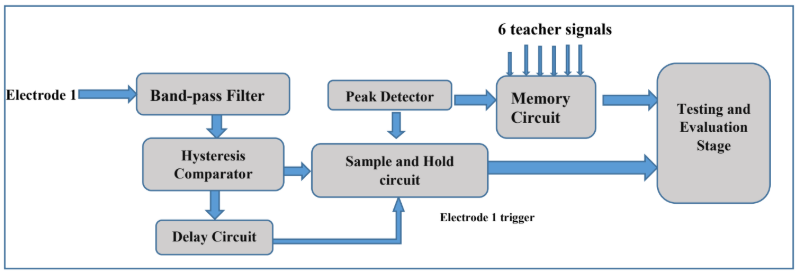 6 teacher signals
Electrode 1
Band-pass Filter
Peak Detector
Memory
Circuit
Testing and
Evaluation
Stage
Hysteresis
Comparator
Sample and Hold
circuit
Electrode 1 trigger
Delay Circuit